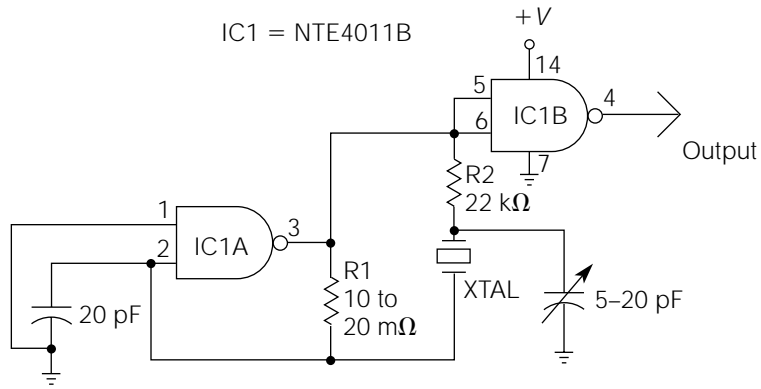 IC1 = NTE4011B
+V
14
5
IC1B
4
6
7
Output
R2
22 kΩ
1
2
IC1A
3
R1
10 to
20 mΩ
XTAL
20 pF
5–20 pF